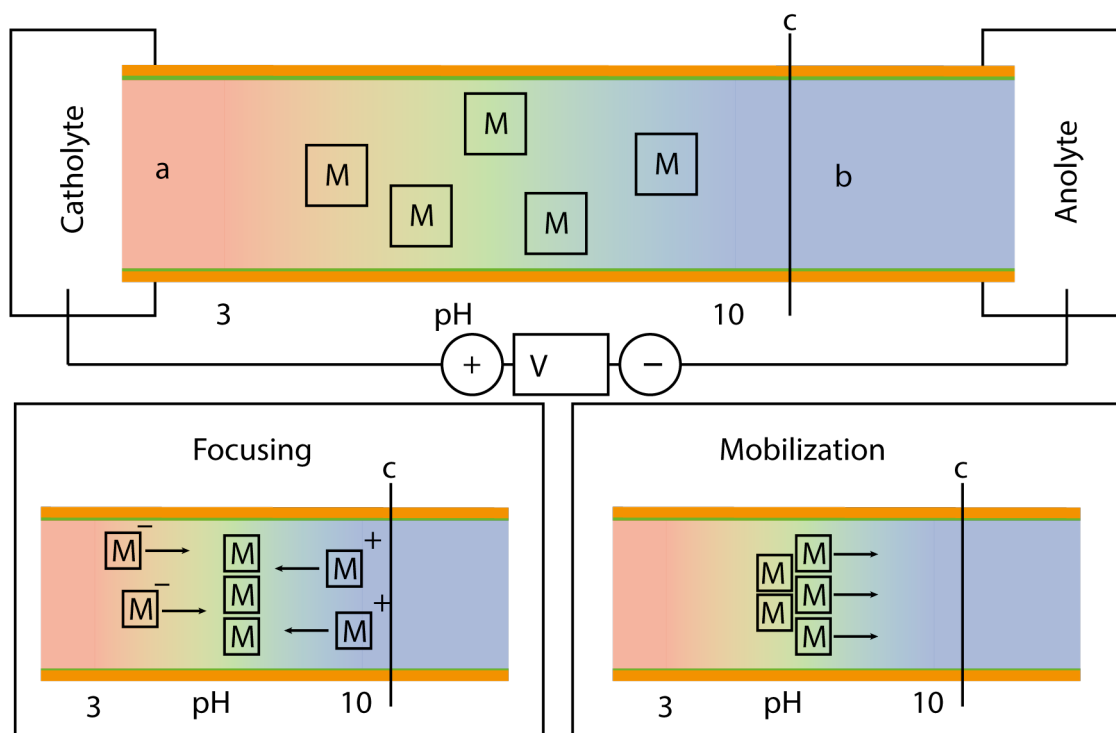 c
Catholyte
a
M
M
M
M
M
b
Anolyte
3 pH 10
+ V −
Focusing
c
M−
M−
M
M
M
M+
M+
3 pH 10
Mobilization
c
M
M
M
M
M
3 pH 10